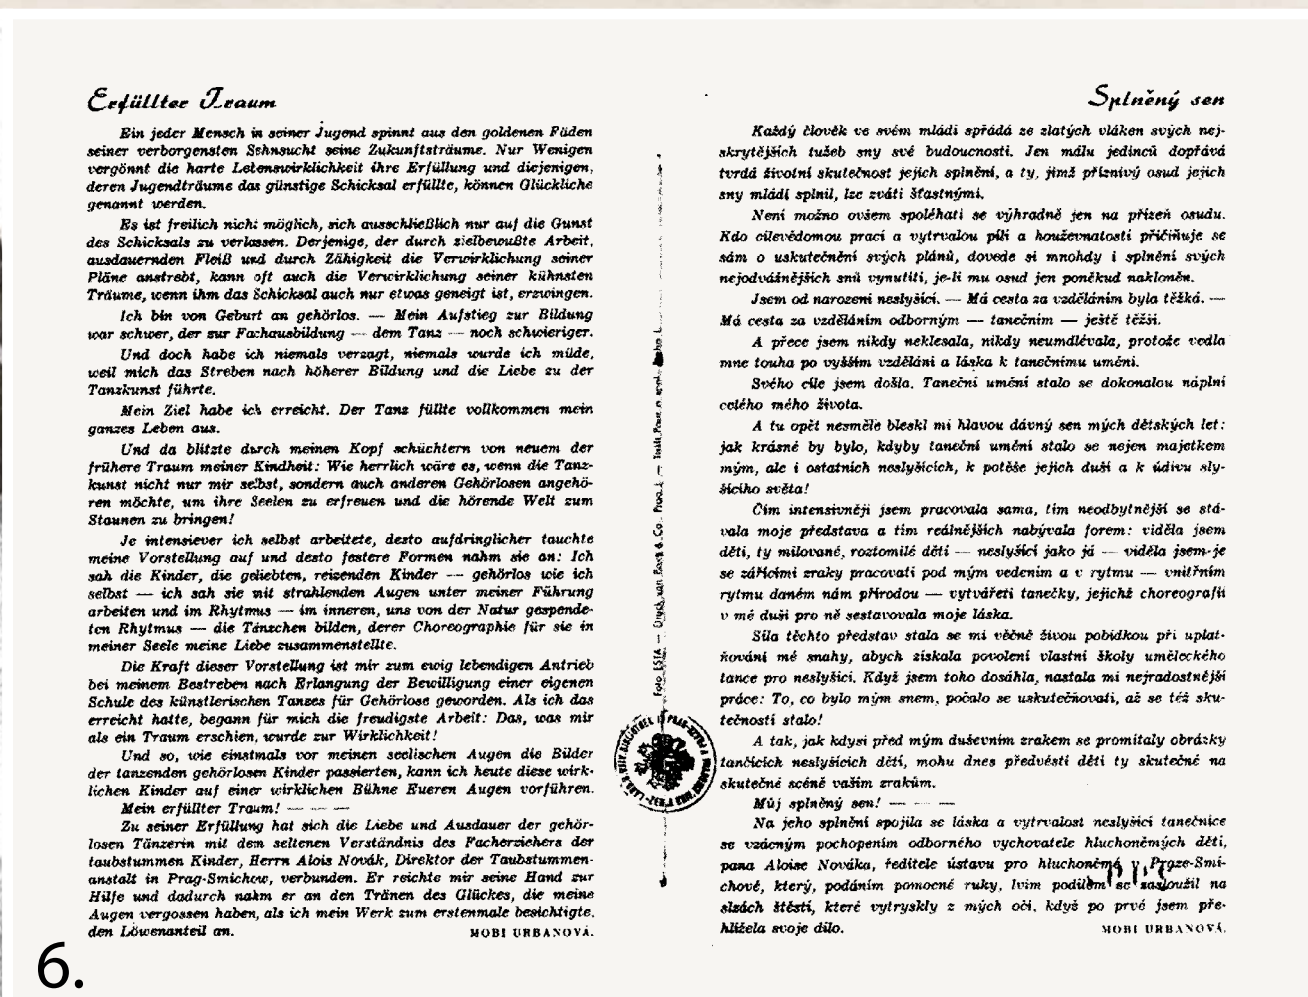 Erfüllter Traum
Ein jeder Mensch in seiner Jugend spinnt aus den goldenen Fäden
seiner verborgensten Sehnsucht seine Zukunftsträume. Nur Wenigen
vergönnt die harte Lebenswirklichkeit ihre Erfüllung und diejenigen,
deren Jugendträume das günstige Schicksal erfüllte, können Glückliche
genannt werden.
Es ist freilich nicht möglich, sich ausschließlich nur auf die Gunst
des Schicksals zu verlassen. Derjenige, der durch zielbewußte Arbeit,
ausdauernden Fleiß und durch Zähigkeit die Verwirklichung seiner
Pläne anstrebt, kann oft auch die Verwirklichung seiner kühnsten
Träume, wenn ihm das Schicksal auch nur etwas geneigt ist, erzwingen.
Ich bin von Geburt an gehörlos. — Mein Aufstieg zur Bildung
war schwer, der zur Fachausbildung — dem Tanz — noch schwieriger.
Und doch habe ich niemals verzagt, niemals wurde ich müde,
weil mich das Streben nach höherer Bildung und die Liebe zu der
Tanzkunst führte.
Mein Ziel habe ich erreicht. Der Tanz füllte vollkommen mein
ganzes Leben aus.
Und da blitzte durch meinen Kopf schüchtern von neuem der
frühere Traum meiner Kindheit: Wie herrlich wäre es, wenn die Tanz-
kunst nicht nur mir selbst, sondern auch anderen Gehörlosen angehö-
ren möchte, um ihre Seelen zu erfreuen und die hörende Welt zum
Staunen zu bringen!
Je intensiever ich selbst arbeitete, desto aufdringlicher tauchte
meine Vorstellung auf und desto festere Formen nahm sie an: Ich
sah die Kinder, die geliebten, reizenden Kinder — gehörlos wie ich
selbst — ich sah sie mit strahlenden Augen unter meiner Führung
arbeiten und im Rhytmus — im inneren, uns von der Natur gespende-
ten Rhytmus — die Tänzchen bilden, derer Choreographie für sie in
meiner Seele meine Liebe zusammenstellte.
Die Kraft dieser Vorstellung ist mir zum ewig lebendigen Antrieb
bei meinem Bestreben nach Erlangung der Bewilligung einer eigenen
Schule des künstlerischen Tanzes für Gehörlose geworden. Als ich das
erreicht hatte, begann für mich die freudigste Arbeit: Das, was mir
als ein Traum erschien, wurde zur Wirklichkeit!
Und so, wie einstmals vor meinen seelischen Augen die Bilder
der tanzenden gehörlosen Kinder passierten, kann ich heute diese wirk-
lichen Kinder auf einer wirklichen Bühne Eueren Augen vorführen.
Mein erfüllter Traum! — — —
Zu seiner Erfüllung hat sich die Liebe und Ausdauer der gehör-
losen Tänzerin mit dem seltenen Verständnis des Facherziehers der
taubstummen Kinder, Herrn Alois Novák, Direktor der Taubstummen-
anstalt in Prag-Smichow, verbunden. Er reichte mir seine Hand zur
Hilfe und dadurch nahm er an den Tränen des Glückes, die meine
Augen vergossen haben, als ich mein Werk zum erstenmale besichtigte,
den Löwenanteil an. MOBI URBANOVÁ.
Foto ESTA —
Splněný sen
Každý člověk ve svém mládí spřádá ze zlatých vláken svých nej-
skrytějších tužeb sny své budoucnosti. Jen málu jedinců dopřává
tvrdá životní skutečnost jejich splnění, a ty, jimž příznivý osud jejich
sny mládí splnil, lze zváti šťastnými.
Není možno ovšem spoléhati se výhradně jen na přízeň osudu.
Kdo cílevědomou prací a vytrvalou pílí a houževnatostí přičiňuje se
sám o uskutečnění svých plánů, dovede si mnohdy i splnění svých
nejodvážnějších snů vynutiti, je-li mu osud jen poněkud nakloněn.
Jsem od narození neslyšící. — Má cesta za vzděláním byla těžká. —
Má cesta za vzděláním odborným — tanečním — ještě těžší.
A přece jsem nikdy neklesala, nikdy neumdlévala, protože vedla
mne touha po vyšším vzdělání a láska k tanečnímu umění.
Svého cíle jsem došla. Taneční umění stalo se dokonalou náplní
celého mého života.
A tu opět nesměle bleskl mi hlavou dávný sen mých dětských let:
jak krásné by bylo, kdyby taneční umění stalo se nejen majetkem
mým, ale i ostatních neslyšících, k potěše jejich duší a k údivu sly-
šícího světa!
Čím intensivněji jsem pracovala sama, tím neodbytnější se stá-
vala moje představa a tím reálnějších nabývala forem: viděla jsem
děti, ty milované, roztomilé děti — neslyšící jako já — viděla jsem je
se zářícími zraky pracovati pod mým vedením a v rytmu — vnitřním
rytmu daném nám přírodou — vytvářeti tanečky, jejichž choreografii
v mé duši pro ně sestavovala moje láska.
Síla těchto představ stala se mi věčně živou pobídkou při uplat-
ňování mé snahy, abych získala povolení vlastní školy uměleckého
tance pro neslyšící. Když jsem toho dosáhla, nastala mi nejradostnější
práce: To, co bylo mým snem, počalo se uskutečňovati, až se též sku-
tečností stalo!
A tak, jak kdysi před mým duševním zrakem se promítaly obrázky
tančících neslyšících dětí, mohu dnes předvésti děti ty skutečné na
skutečné scéně vašim zrakům.
Můj splněný sen! — — —
Na jeho splnění spojila se láska a vytrvalost neslyšící tanečnice
se vzácným pochopením odborného vychovatele hluchoněmých dětí,
pana Aloise Nováka, ředitele ústavu pro hluchoněmé v Praze-Smí-
chově, který, podáním pomocné ruky, lvím podílem se zasloužil na
slzách štěstí, které vytryskly z mých očí, když po prvé jsem pře-
hlížela svoje dílo. MOBI URBANOVÁ.
6.